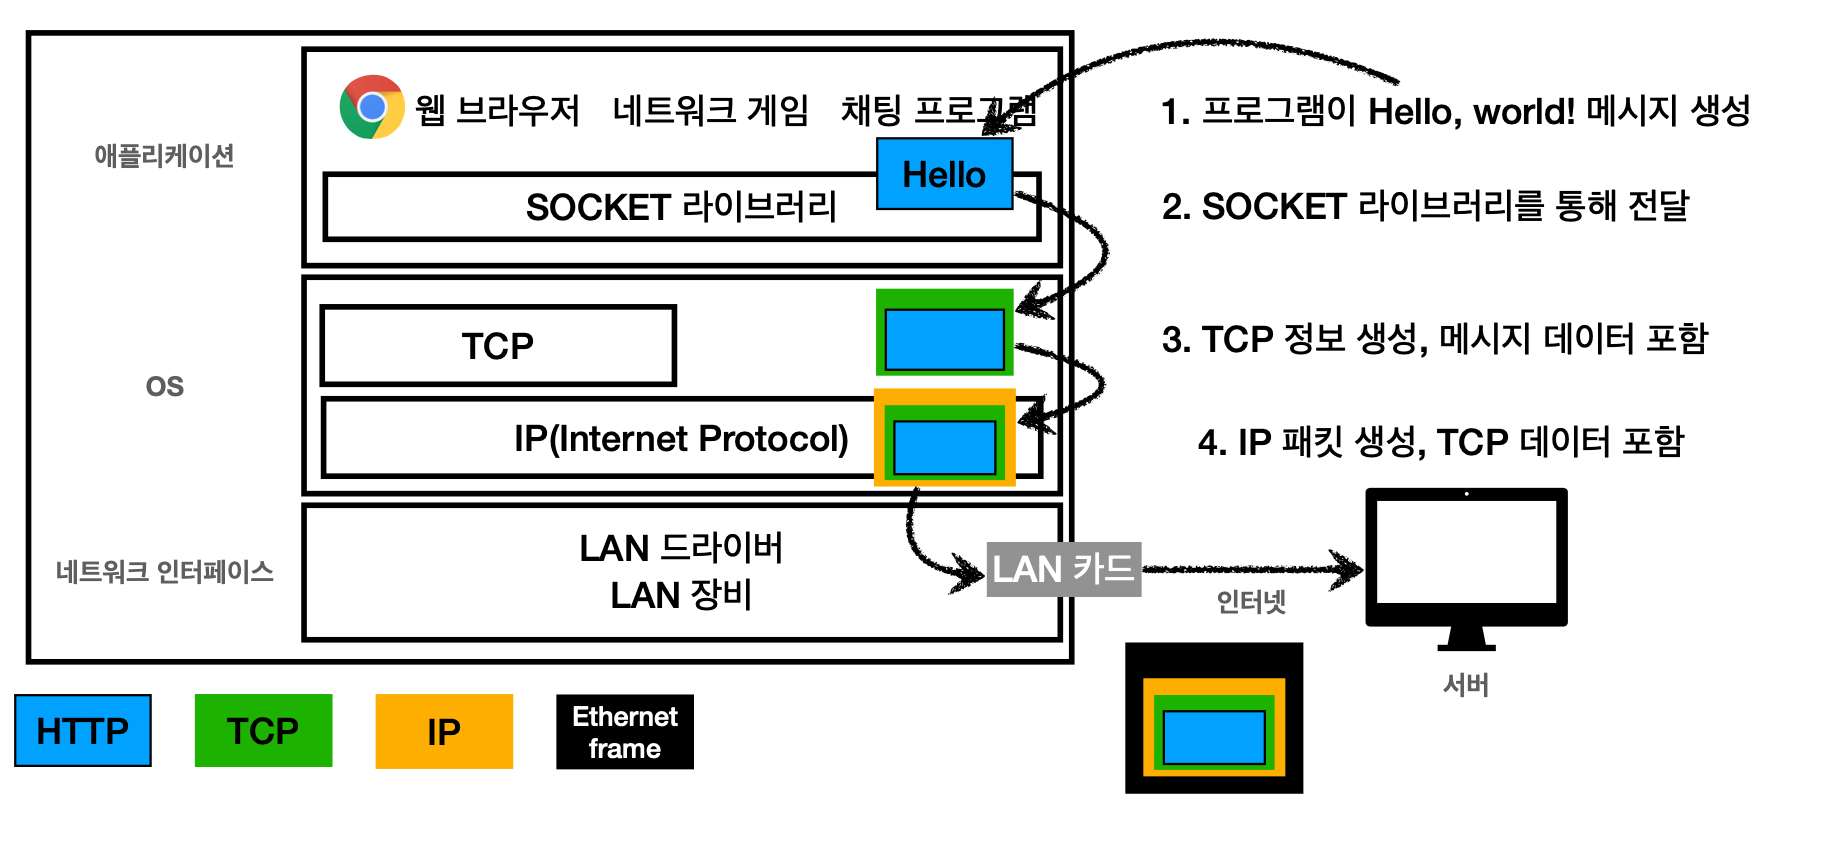 애플리케이션
웹 브라우저 네트워크 게임 채팅 프로그램
Hello
SOCKET 라이브러리
1. 프로그램이 Hello, world! 메시지 생성
2. SOCKET 라이브러리를 통해 전달
OS
TCP
3. TCP 정보 생성, 메시지 데이터 포함
IP(Internet Protocol)
4. IP 패킷 생성, TCP 데이터 포함
네트워크 인터페이스
LAN 드라이버
LAN 장비
LAN 카드
인터넷
서버
HTTP
TCP
IP
Ethernet
frame